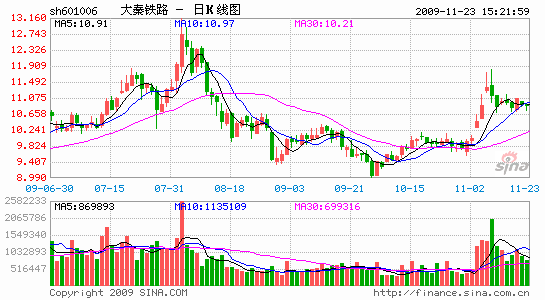 sh601006 大秦铁路 - 日K线图 2009-11-23 15:21:59
13.160 MA5:10.91 MA10:10.97 MA30:10.21
12.743
12.326
11.909
11.492
11.075
10.658
10.241
9.824
9.407
8.990
sina
09-06-30 07-15 07-31 08-18 09-03 09-21 10-15 11-02 11-23
2582233 MA5:869893 MA10:1135109 MA30:699316
2065786
1549340
1032893
516447
Copyright 2009 SINA.COM http://finance.sina.com.cn